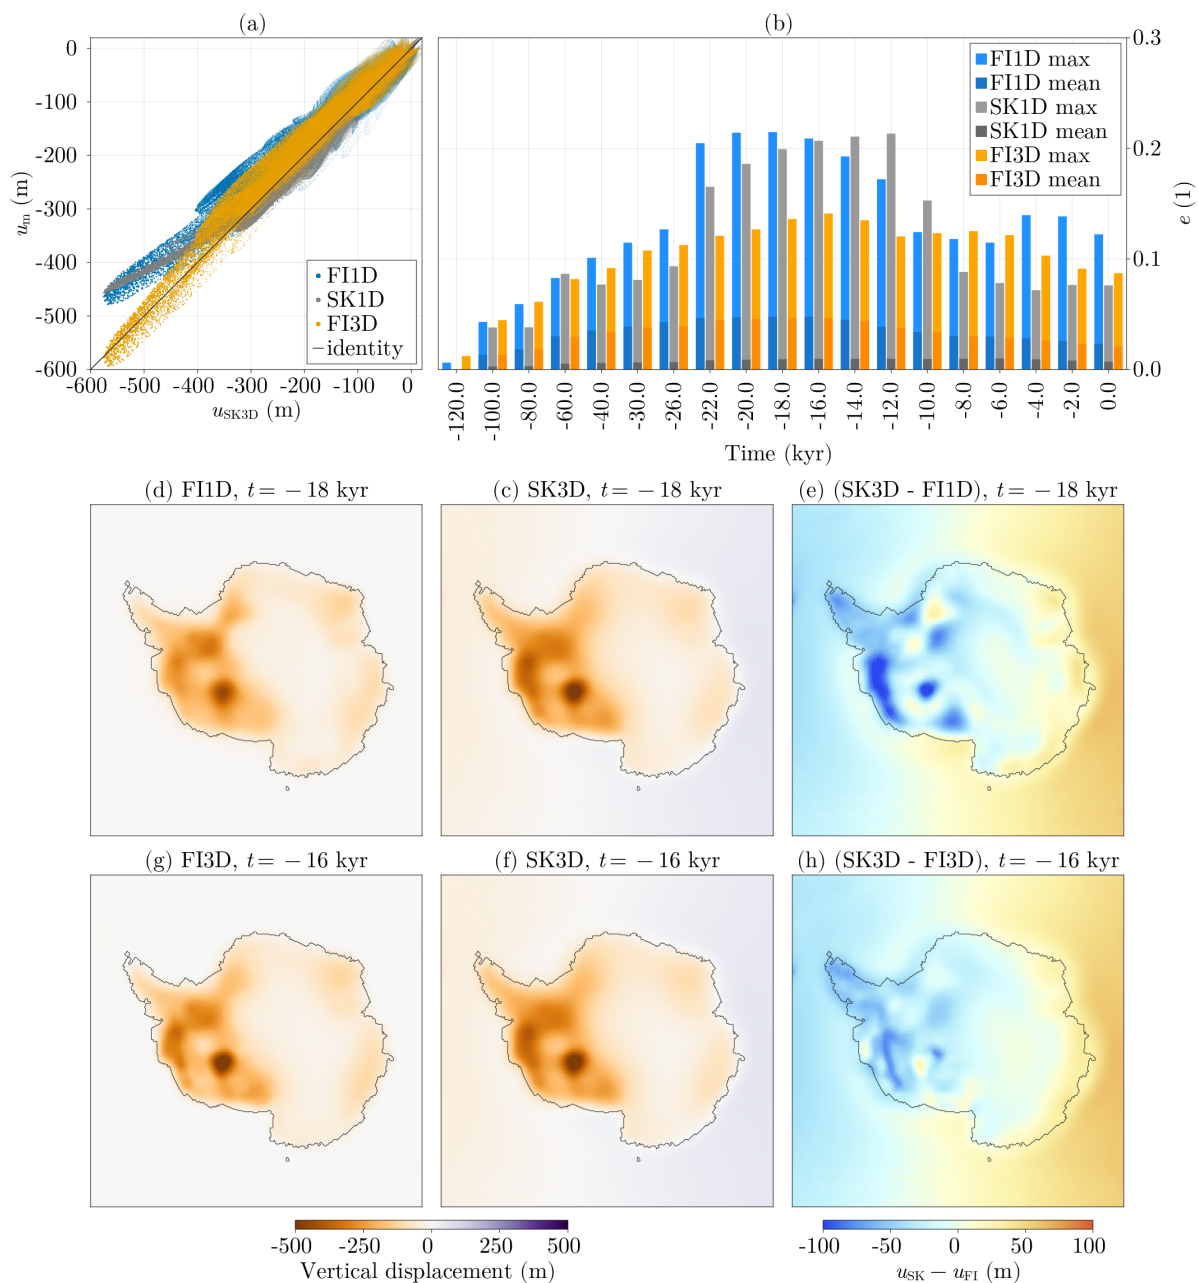 (a)
0
-100
-200
-300
-400
-500
-600
u_m (m)
FI1D
SK1D
FI3D
identity
-600 -500 -400 -300 -200 -100 0
u_SK3D (m)
(b)
FI1D max
FI1D mean
SK1D max
SK1D mean
FI3D max
FI3D mean
0.3
0.2
0.1
0.0
e (1)
-120.0 -100.0 -80.0 -60.0 -40.0 -30.0 -26.0 -22.0 -20.0 -18.0 -16.0 -14.0 -12.0 -10.0 -8.0 -6.0 -4.0 -2.0 0.0
Time (kyr)
(d) FI1D, t = − 18 kyr
(c) SK3D, t = − 18 kyr
(e) (SK3D - FI1D), t = − 18 kyr
(g) FI3D, t = − 16 kyr
(f) SK3D, t = − 16 kyr
(h) (SK3D - FI3D), t = − 16 kyr
-500 -250 0 250 500
Vertical displacement (m)
-100 -50 0 50 100
u_SK − u_FI (m)